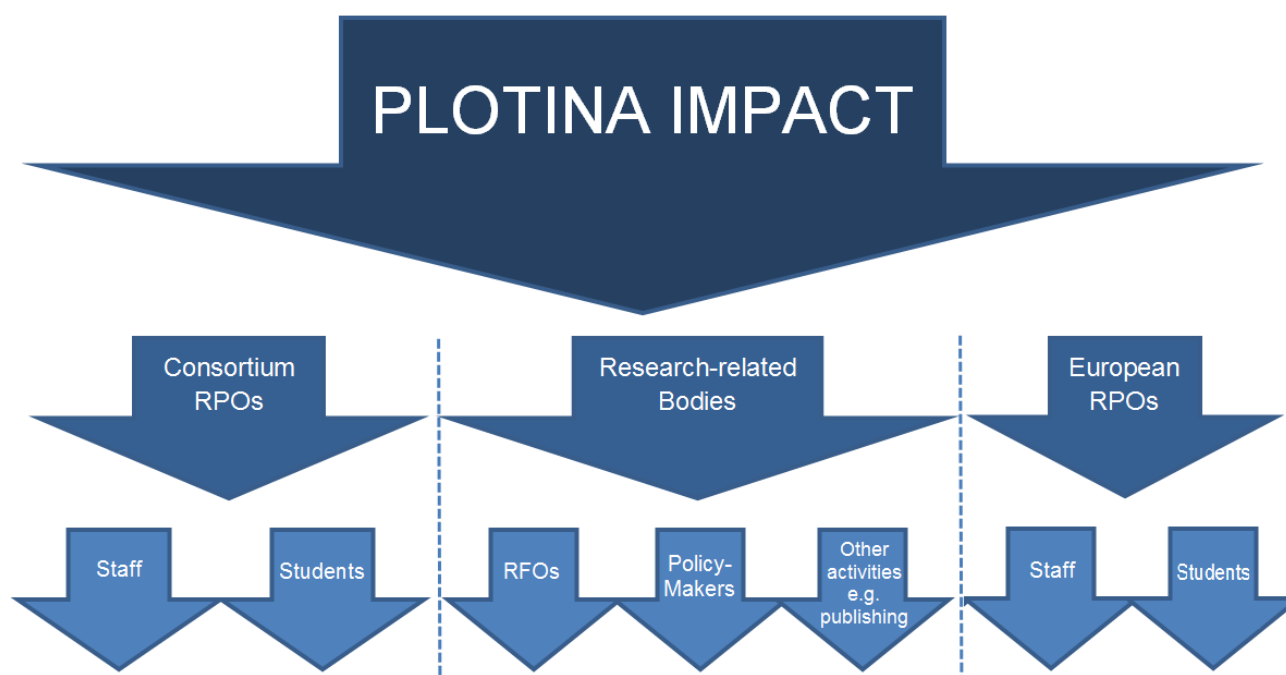 PLOTINA IMPACT
Consortium
RPOs
Research-related
Bodies
European
RPOs
Staff
Students
RFOs
Policy-
Makers
Other
activities
e.g.
publishing
Staff
Students